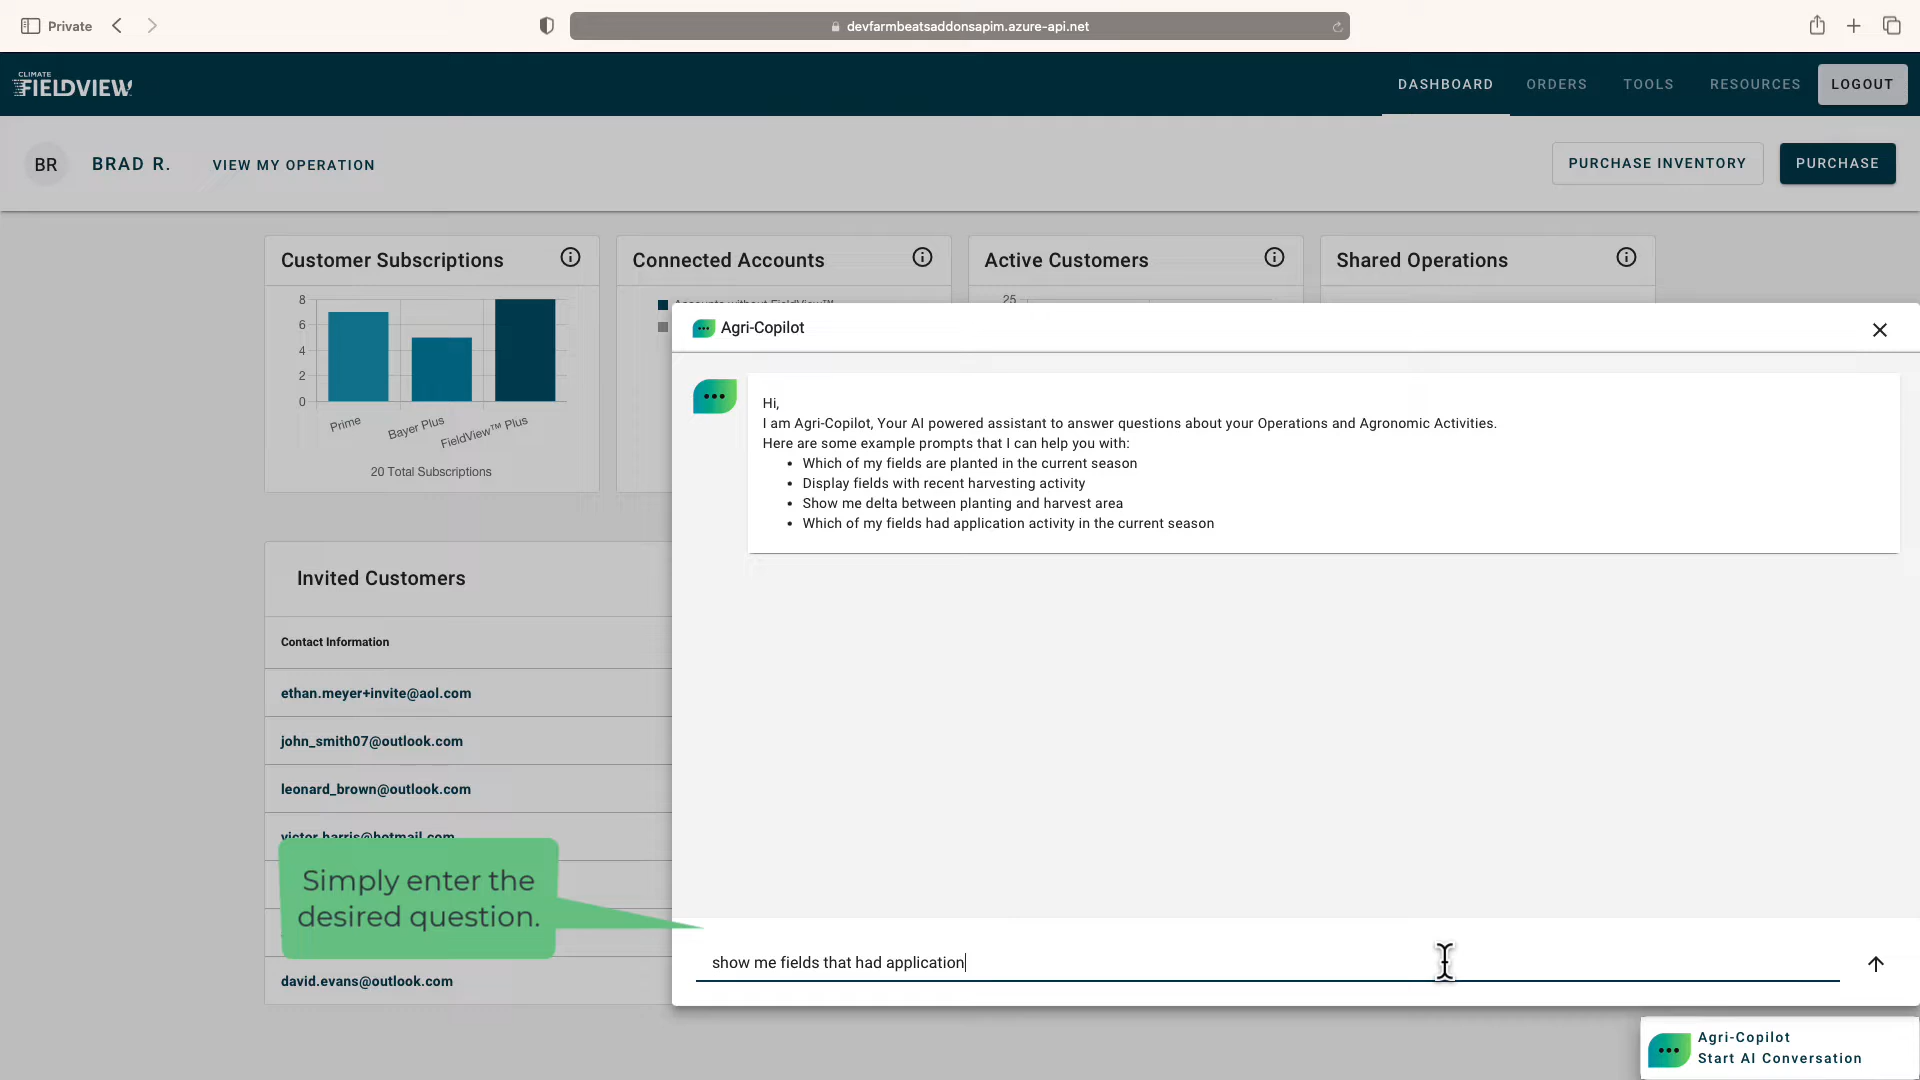 Private
devfarmbeatsaddonsapim.azure-api.net
CLIMATE
FIELDVIEW
DASHBOARD
ORDERS
TOOLS
RESOURCES
LOGOUT
BR
BRAD R.
VIEW MY OPERATION
PURCHASE INVENTORY
PURCHASE
Customer Subscriptions
8
6
4
2
0
Prime
Bayer Plus
FieldView™ Plus
20 Total Subscriptions
Connected Accounts
Accounts without FieldView™
Active Customers
25
Shared Operations
Agri-Copilot
Hi,
I am Agri-Copilot, Your AI powered assistant to answer questions about your Operations and Agronomic Activities.
Here are some example prompts that I can help you with:
• Which of my fields are planted in the current season
• Display fields with recent harvesting activity
• Show me delta between planting and harvest area
• Which of my fields had application activity in the current season
Invited Customers
Contact Information
ethan.meyer+invite@aol.com
john_smith07@outlook.com
leonard_brown@outlook.com
victor.harris@hotmail.com
Simply enter the
desired question.
david.evans@outlook.com
show me fields that had application
Agri-Copilot
Start AI Conversation